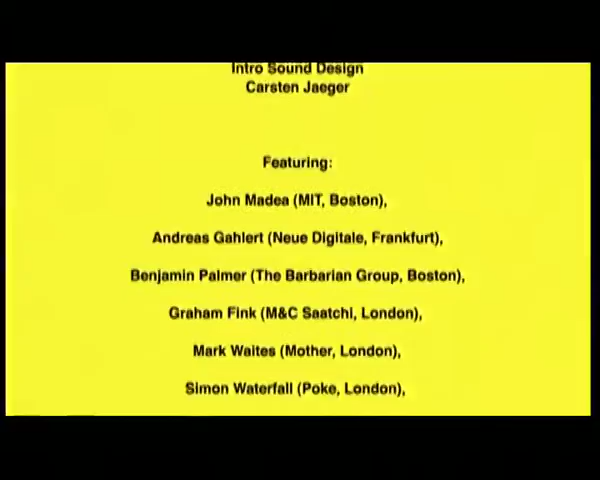 Intro Sound Design
Carsten Jaeger
Featuring:
John Madea (MIT, Boston),
Andreas Gahlert (Neue Digitale, Frankfurt),
Benjamin Palmer (The Barbarian Group, Boston),
Graham Fink (M&C Saatchi, London),
Mark Waites (Mother, London),
Simon Waterfall (Poke, London),